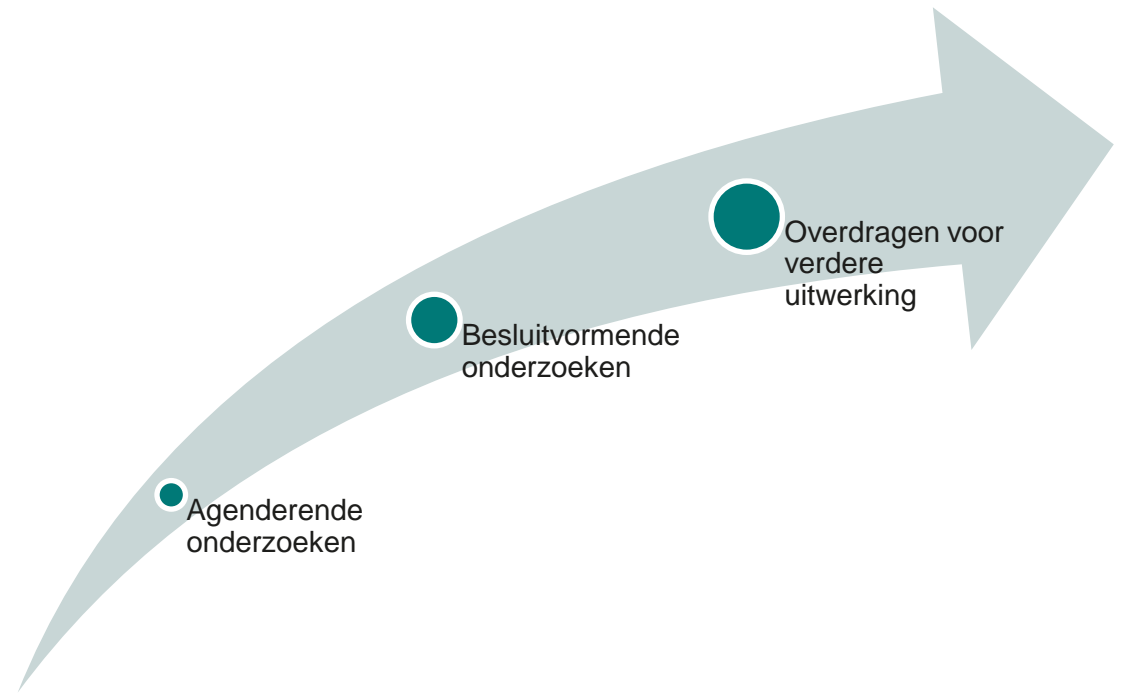 Overdragen voor
verdere
uitwerking
Besluitvormende
onderzoeken
Agenderende
onderzoeken